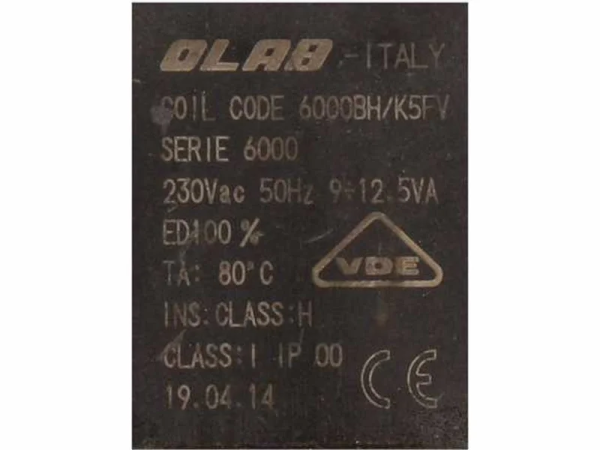 OLAB -ITALY
COIL CODE 6000BH/K5FV
SERIE 6000
230Vac 50Hz 9÷12.5VA
ED100%
TA: 80°C
VDE
INS:CLASS:H
CLASS:I IP 00
CE
19.04.14